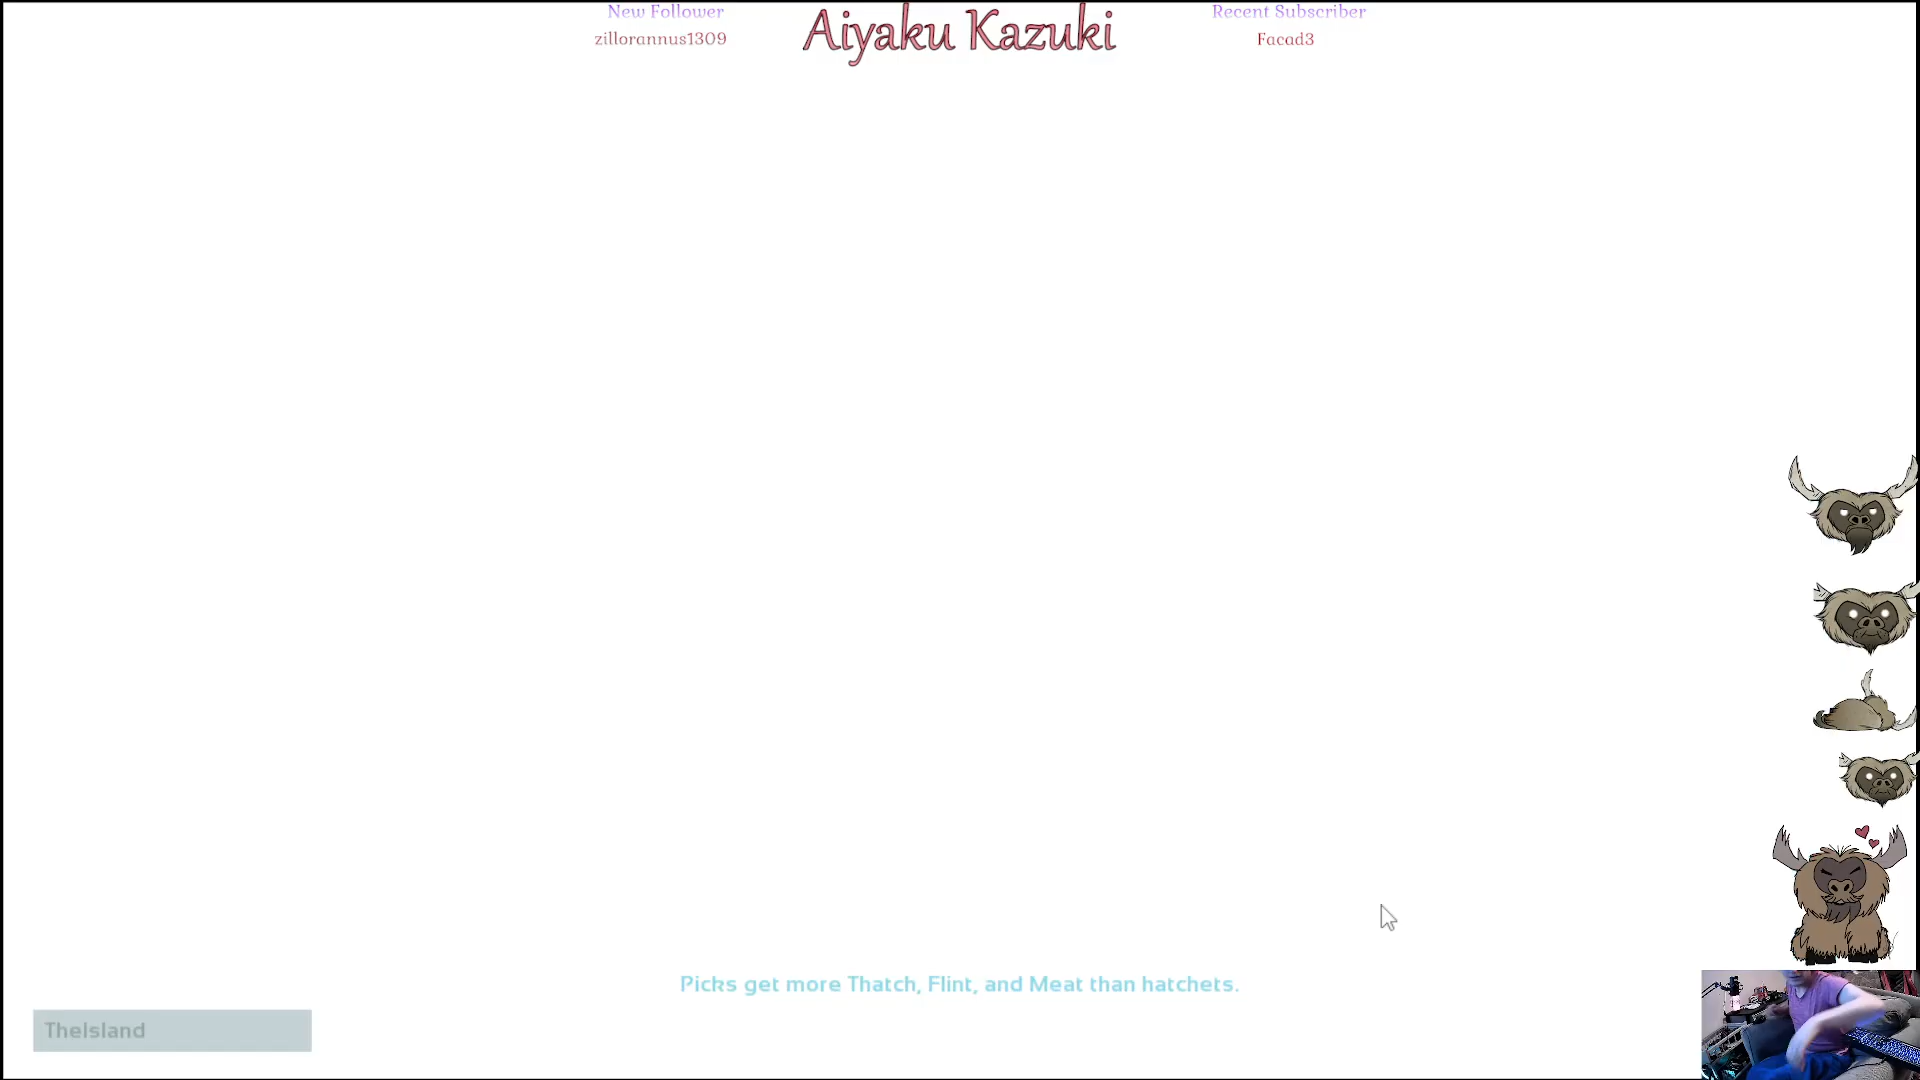 New Follower
zillorannus1309
Aiyaku Kazuki
Recent Subscriber
Facad3
Picks get more Thatch, Flint, and Meat than hatchets.
TheIsland